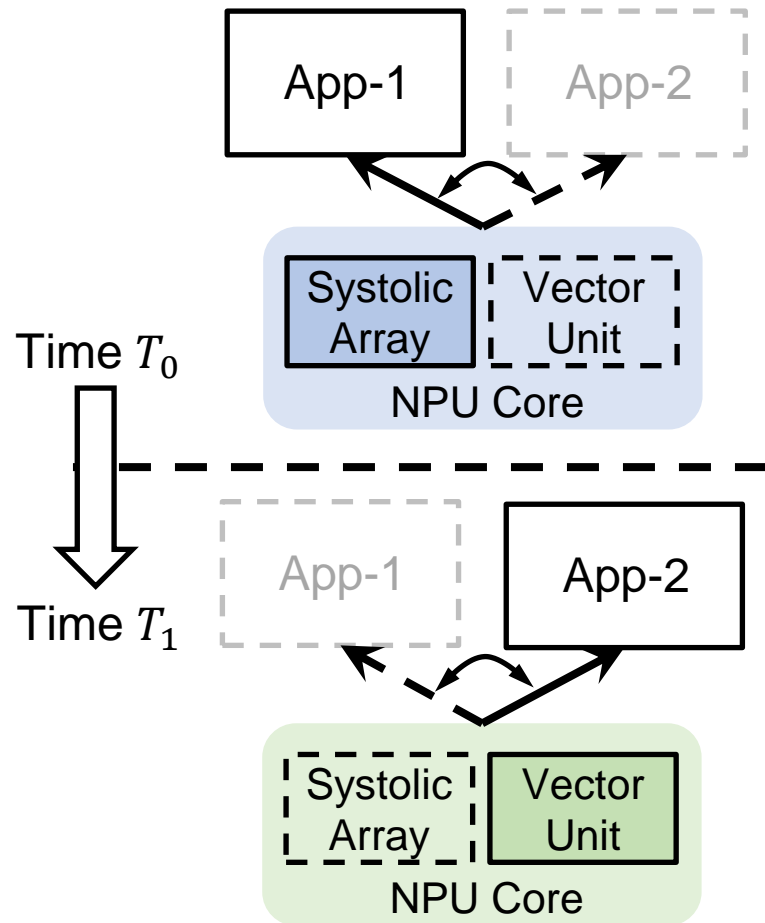 App-1
App-2
Systolic
Array
Vector
Unit
NPU Core
Time T₀
App-1
App-2
Time T₁
Systolic
Array
Vector
Unit
NPU Core